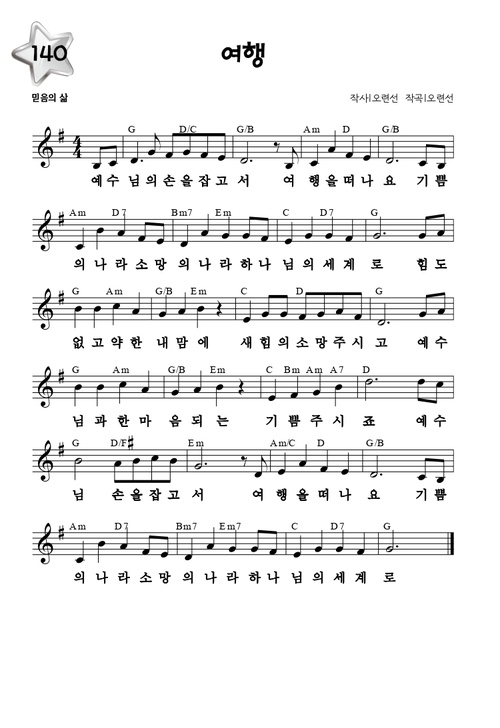 140
여행
믿음의 삶
작사|오련선 작곡|오련선
G D/C G/B Am D G/B
4
4
예수 님의손을잡고서 여 행을떠나요 기쁨
Am D7 Bm7 Em C D7 G
의나라소망의나라하나님의세계로 힘도
G Am G/B Em C D G
없고약한 내맘에 새힘의소망주시고 예수
G Am G/B Em C Bm Am A7 D
님과한마음되는 기쁨주시죠 예수
G D/F# Em Am/C D G/B
님 손을잡고서 여행을떠나요 기쁨
Am D7 Bm7 Em7 C D7 G
의나라소망의나라하나님의세계로